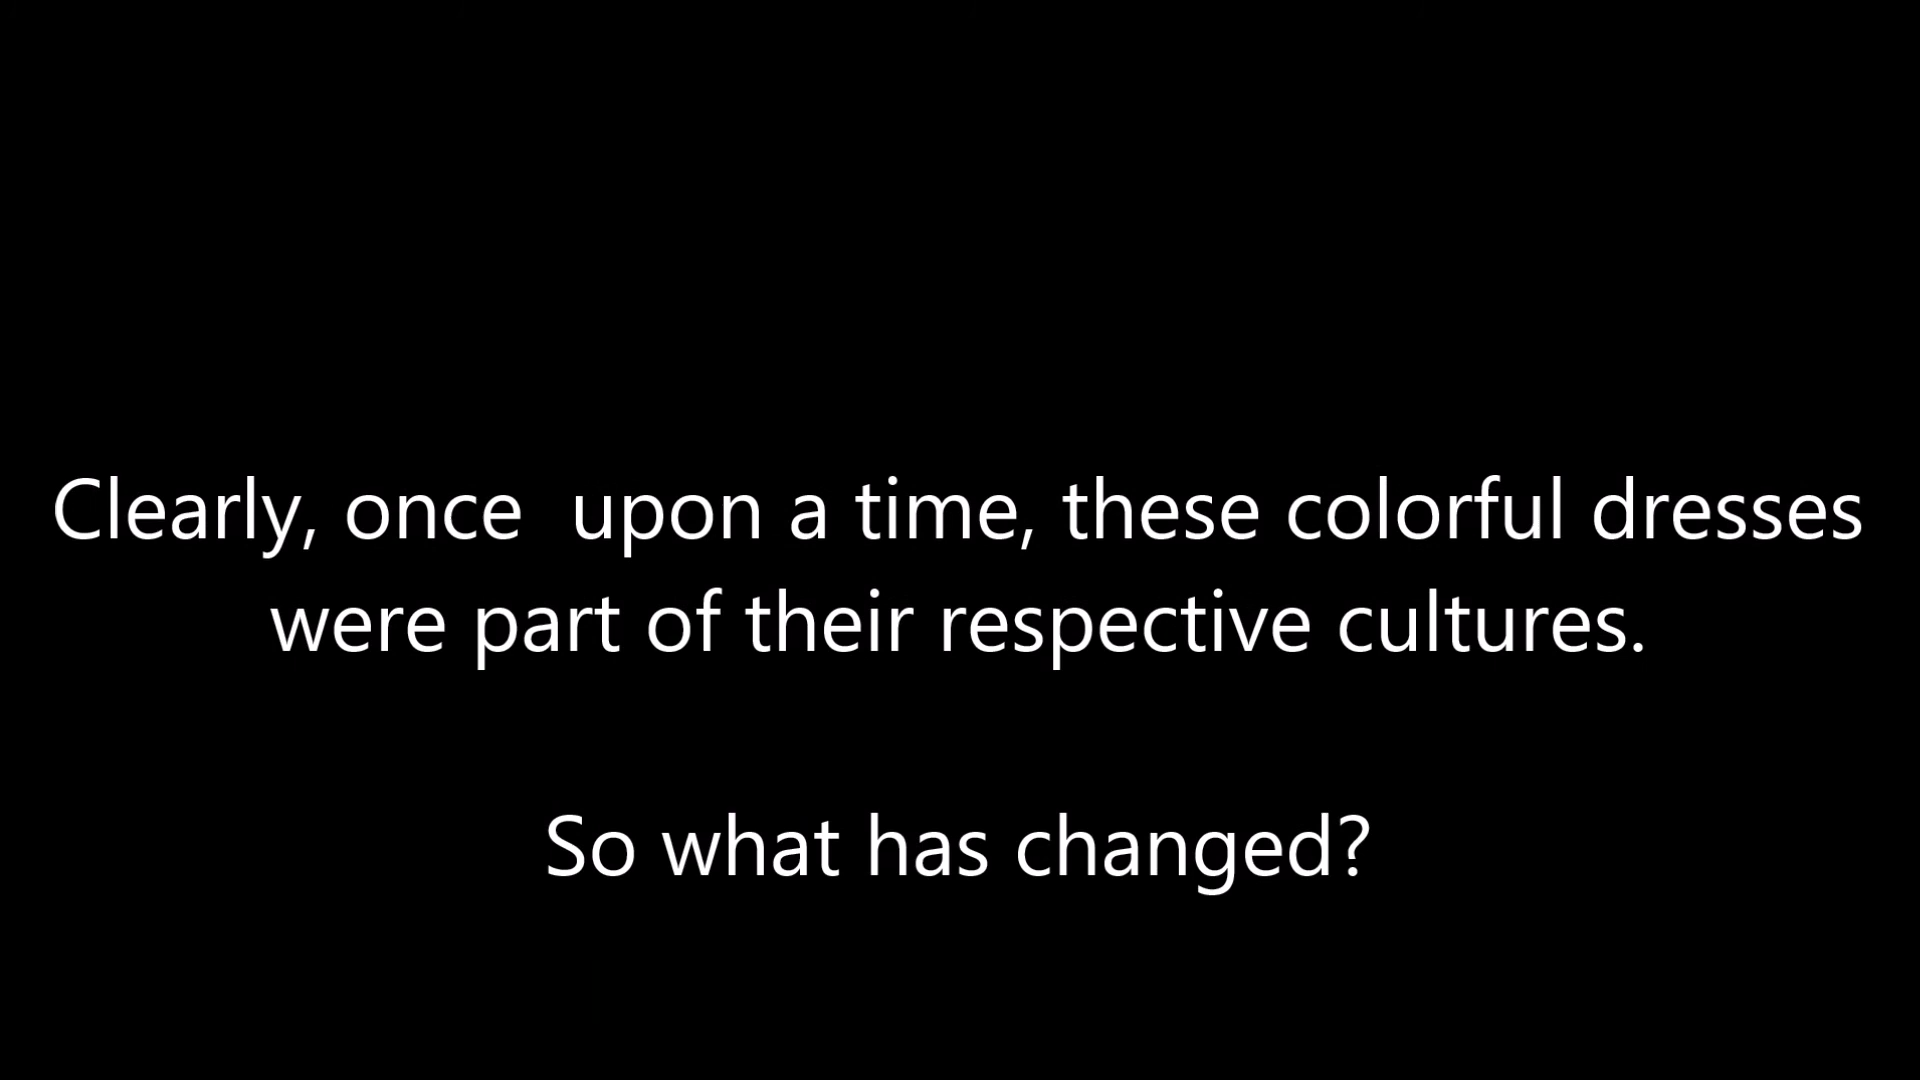 Clearly, once  upon a time, these colorful dresses
were part of their respective cultures.
So what has changed?